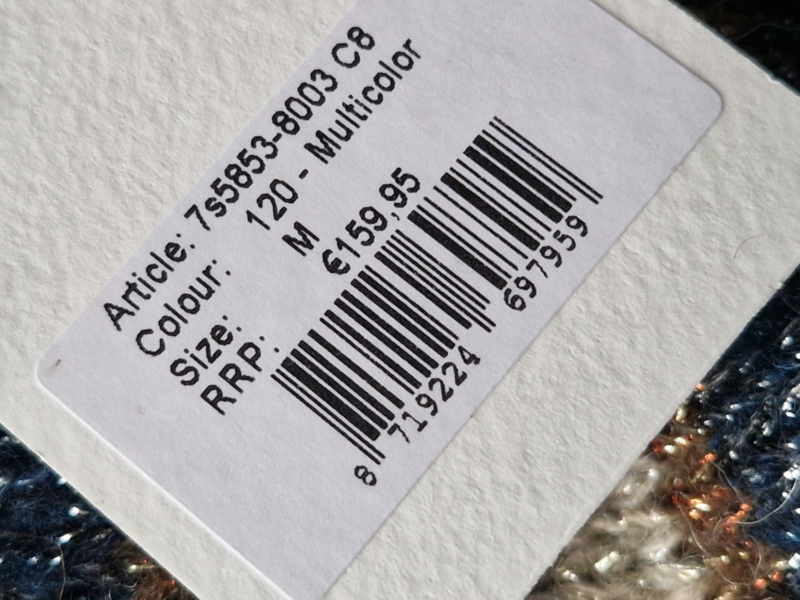 Article: 7s5853-8003 C8
Colour: 120 - Multicolor
Size: M
RRP: €159,95
8 719224 697959